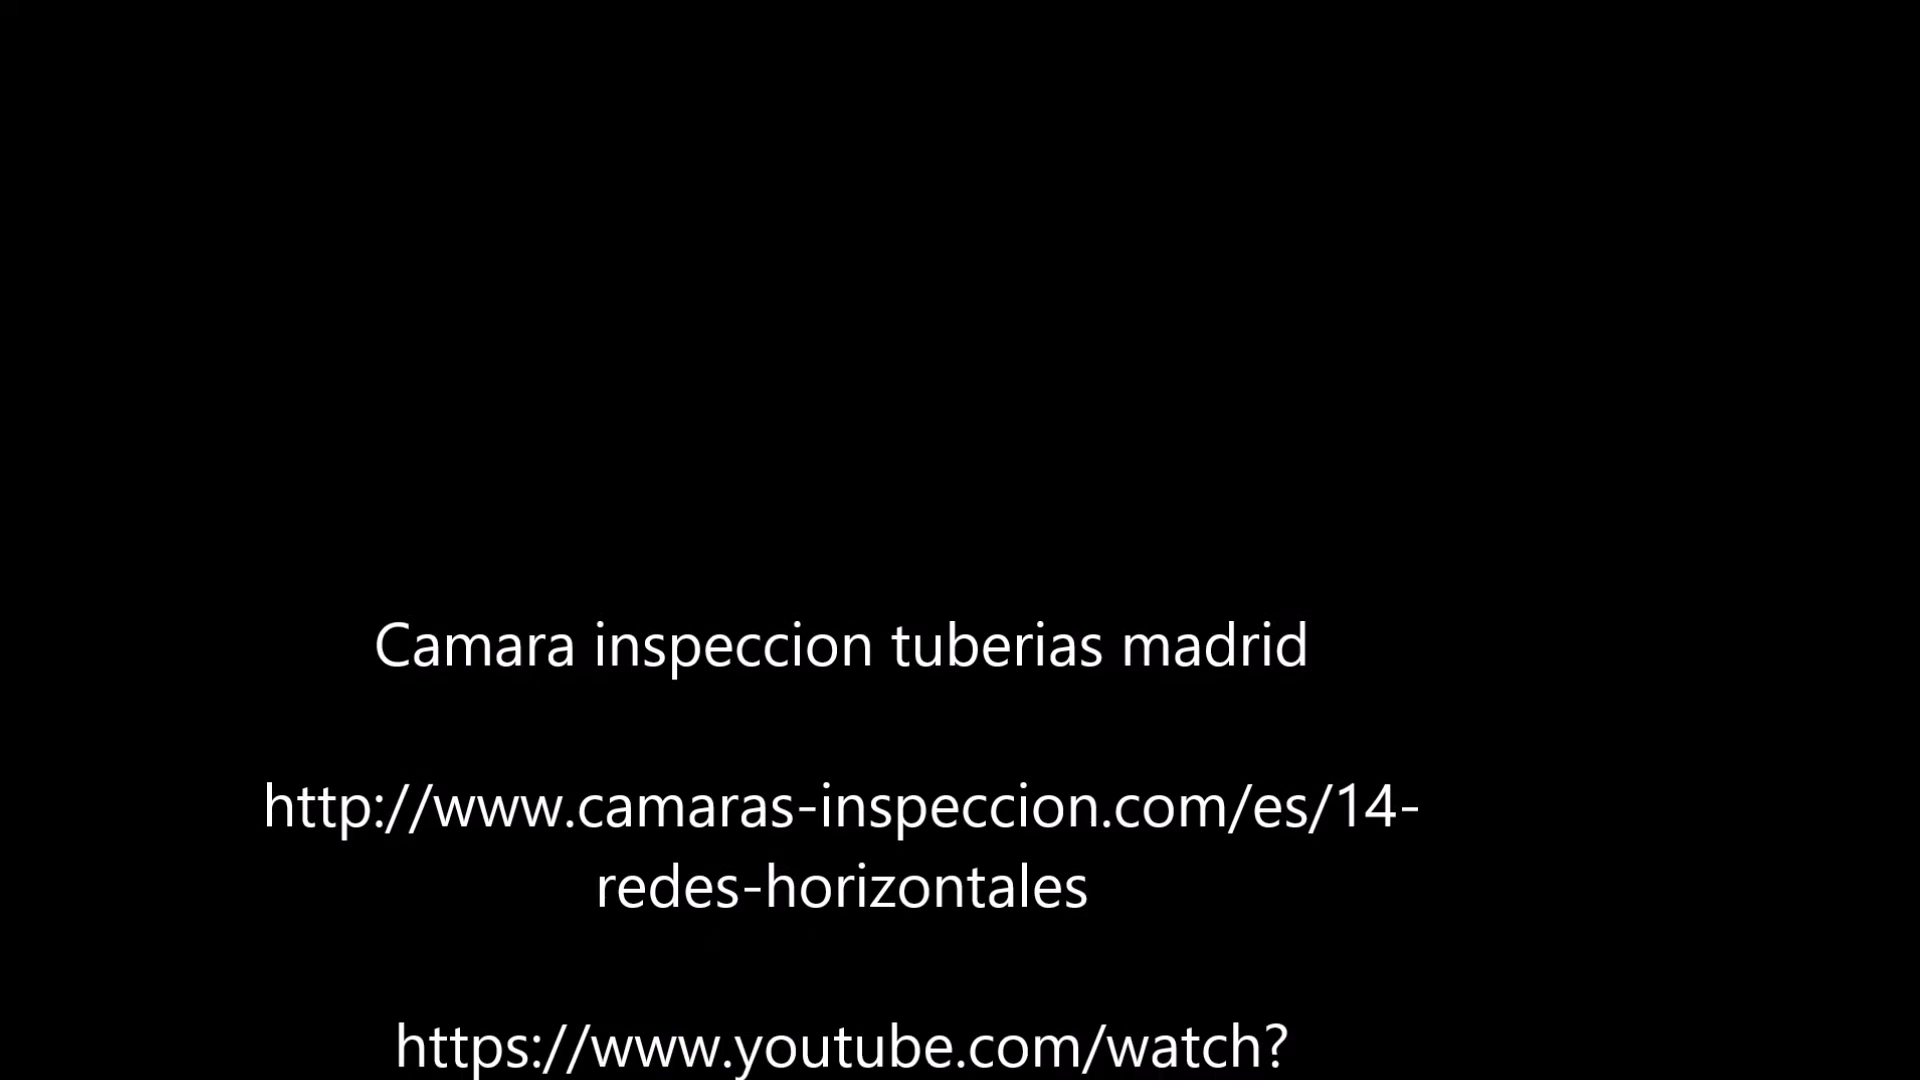 Camara inspeccion tuberias madrid
http://www.camaras-inspeccion.com/es/14-
redes-horizontales
https://www.youtube.com/watch?